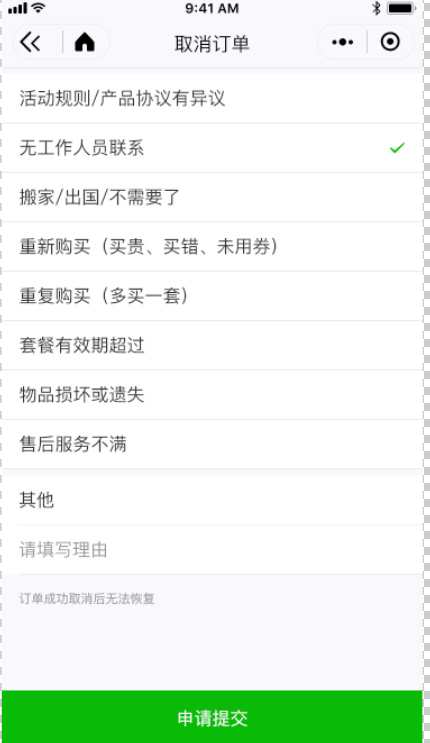 9:41 AM
取消订单
活动规则/产品协议有异议
无工作人员联系
搬家/出国/不需要了
重新购买（买贵、买错、未用券）
重复购买（多买一套）
套餐有效期超过
物品损坏或遗失
售后服务不满
其他
请填写理由
订单成功取消后无法恢复
申请提交